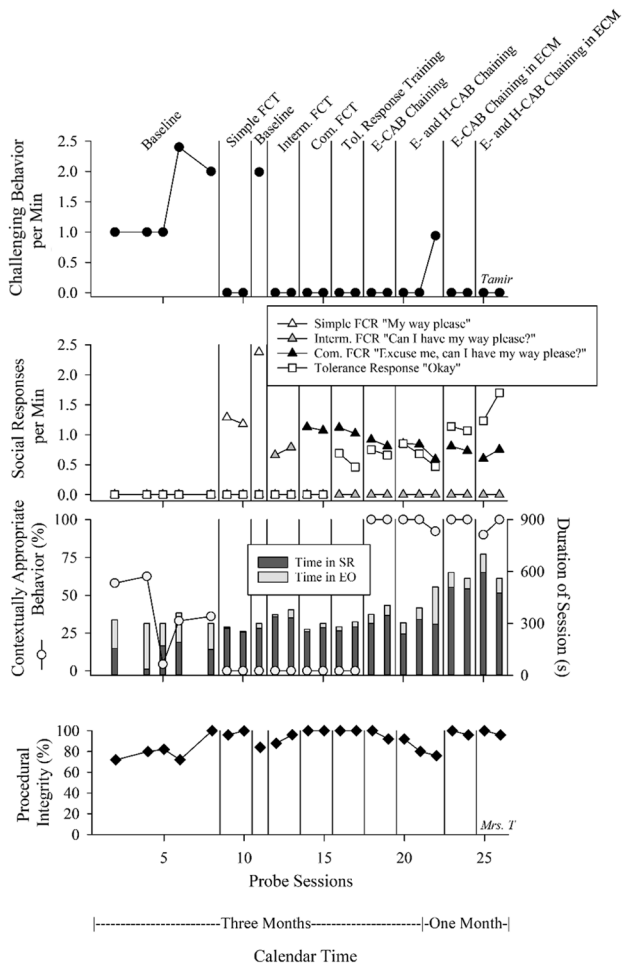 Baseline
Simple FCT
Baseline
Interm. FCT
Com. FCT
Tol. Response Training
E-CAB Chaining
E- and H-CAB Chaining
E-CAB Chaining in ECM
E- and H-CAB Chaining in ECM
Challenging Behavior
per Min
2.5
2.0
1.5
1.0
0.5
0.0
Tamir
Simple FCR "My way please"
Interm. FCR "Can I have my way please?"
Com. FCR "Excuse me, can I have my way please?"
Tolerance Response "Okay"
Social Responses
per Min
2.5
2.0
1.5
1.0
0.5
0.0
Contextually Appropriate
Behavior (%)
100
75
50
25
0
Time in SR
Time in EO
900
600
300
0
Duration of Session (s)
Procedural
Integrity (%)
100
80
60
40
20
0
Mrs. T
5
10
15
20
25
Probe Sessions
|----------------------Three Months----------------------|-One Month-|
Calendar Time